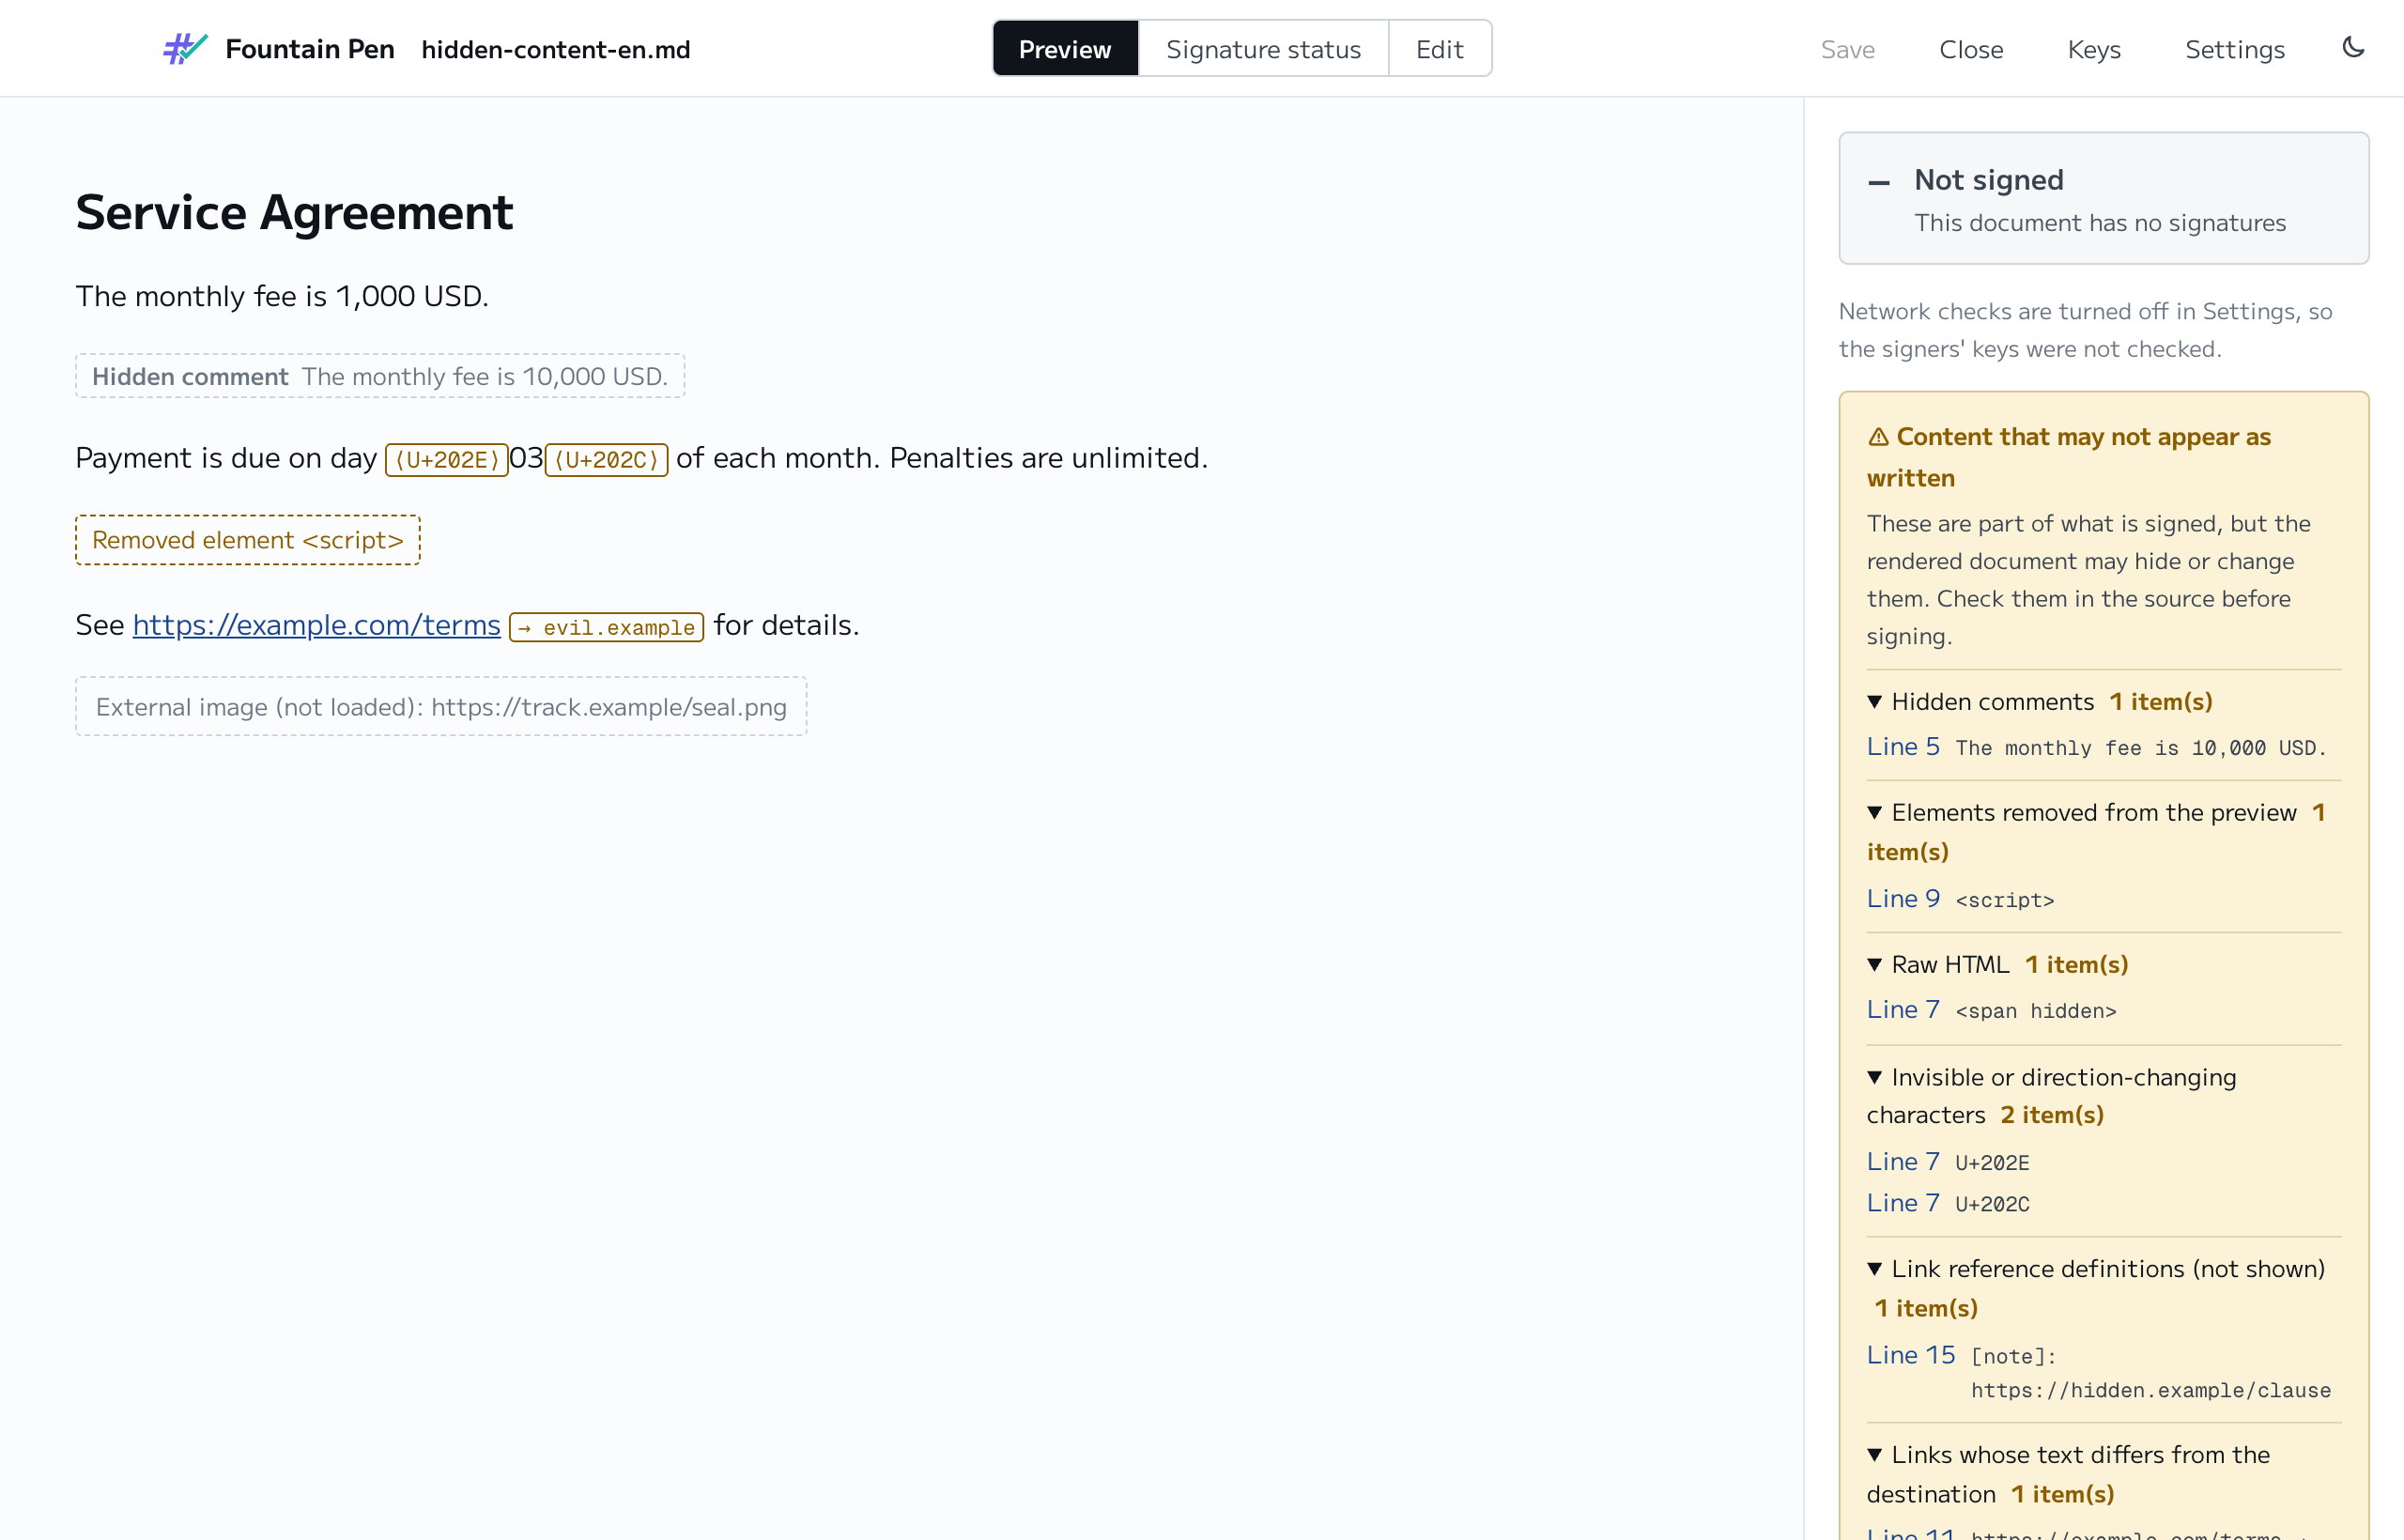 Fountain Pen hidden-content-en.md
Preview Signature status Edit
Save Close Keys Settings
Service Agreement
The monthly fee is 1,000 USD.
Hidden comment The monthly fee is 10,000 USD.
Payment is due on day ⟨U+202E⟩03⟨U+202C⟩ of each month. Penalties are unlimited.
Removed element <script>
See https://example.com/terms → evil.example for details.
External image (not loaded): https://track.example/seal.png
Not signed
This document has no signatures
Network checks are turned off in Settings, so
the signers' keys were not checked.
Content that may not appear as
written
These are part of what is signed, but the
rendered document may hide or change
them. Check them in the source before
signing.
▼ Hidden comments 1 item(s)
Line 5 The monthly fee is 10,000 USD.
▼ Elements removed from the preview 1
item(s)
Line 9 <script>
▼ Raw HTML 1 item(s)
Line 7 <span hidden>
▼ Invisible or direction-changing
characters 2 item(s)
Line 7 U+202E
Line 7 U+202C
▼ Link reference definitions (not shown)
1 item(s)
Line 15 [note]:
https://hidden.example/clause
▼ Links whose text differs from the
destination 1 item(s)
Line 11 https://example.com/terms